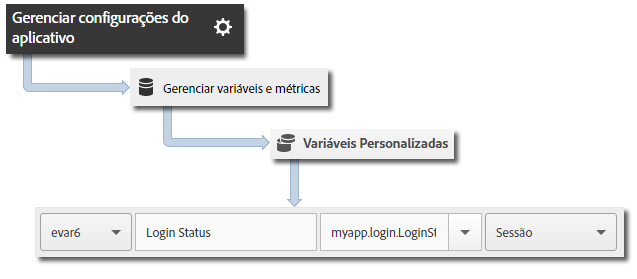 Gerenciar configurações do
aplicativo
Gerenciar variáveis e métricas
Variáveis Personalizadas
evar6
Login Status
myapp.login.LoginSt
Sessão